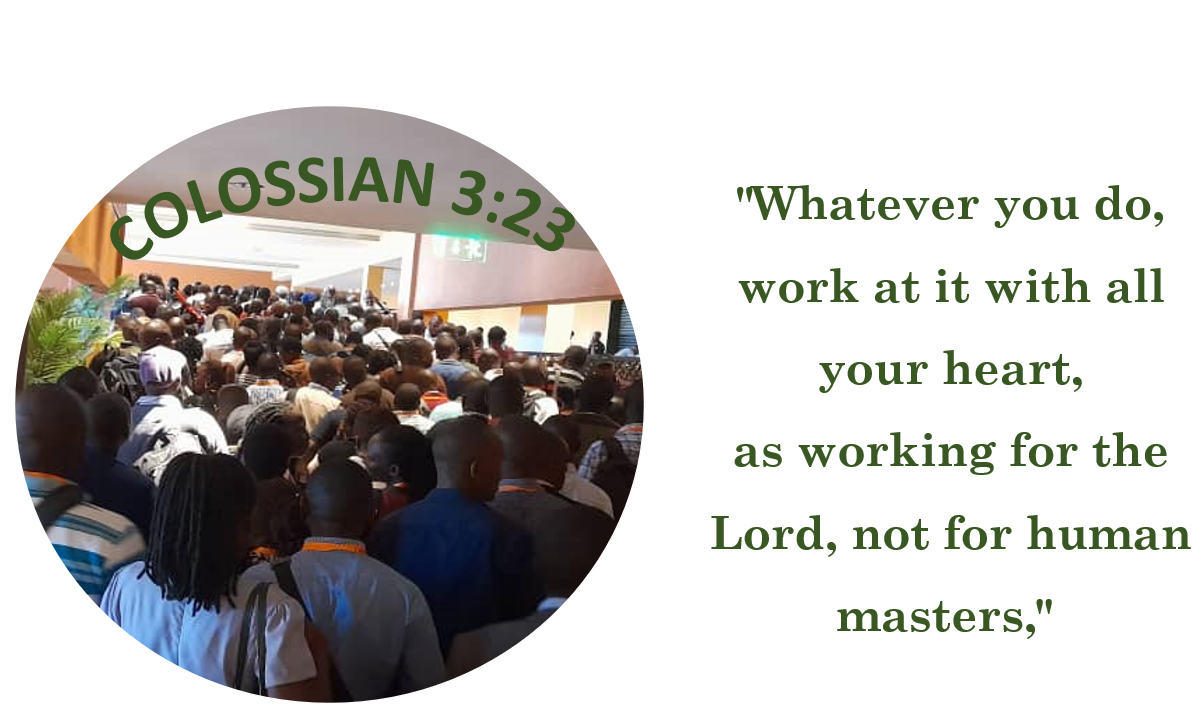 COLOSSIAN 3:23
"Whatever you do,
work at it with all
your heart,
as working for the
Lord, not for human
masters,"